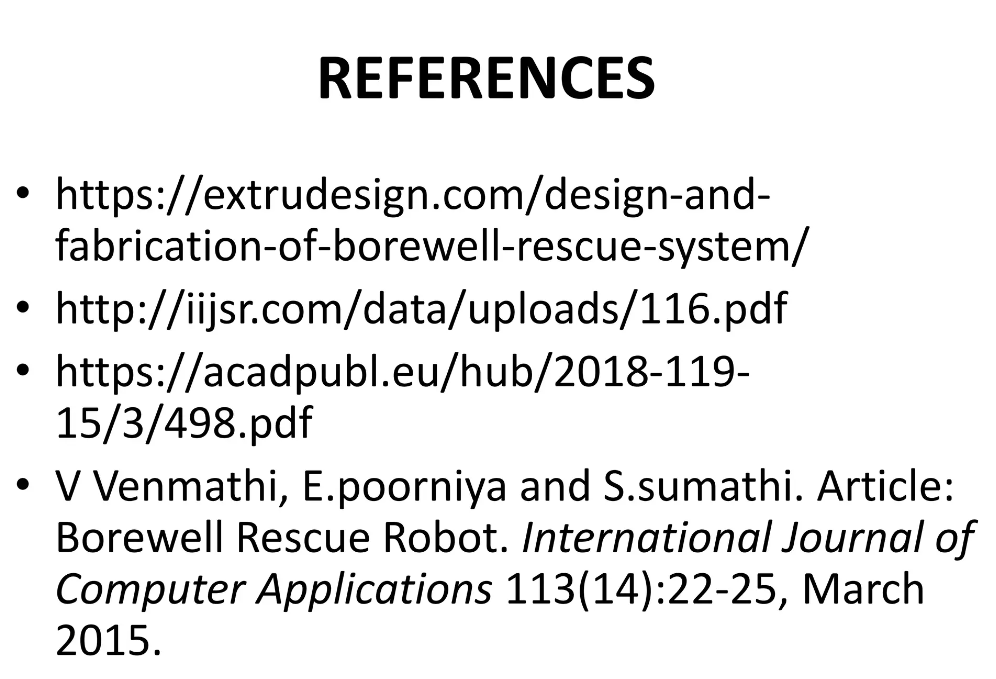 REFERENCES
• https://extrudesign.com/design-and-
fabrication-of-borewell-rescue-system/
• http://iijsr.com/data/uploads/116.pdf
• https://acadpubl.eu/hub/2018-119-
15/3/498.pdf
• V Venmathi, E.poorniya and S.sumathi. Article:
Borewell Rescue Robot. International Journal of
Computer Applications 113(14):22-25, March
2015.